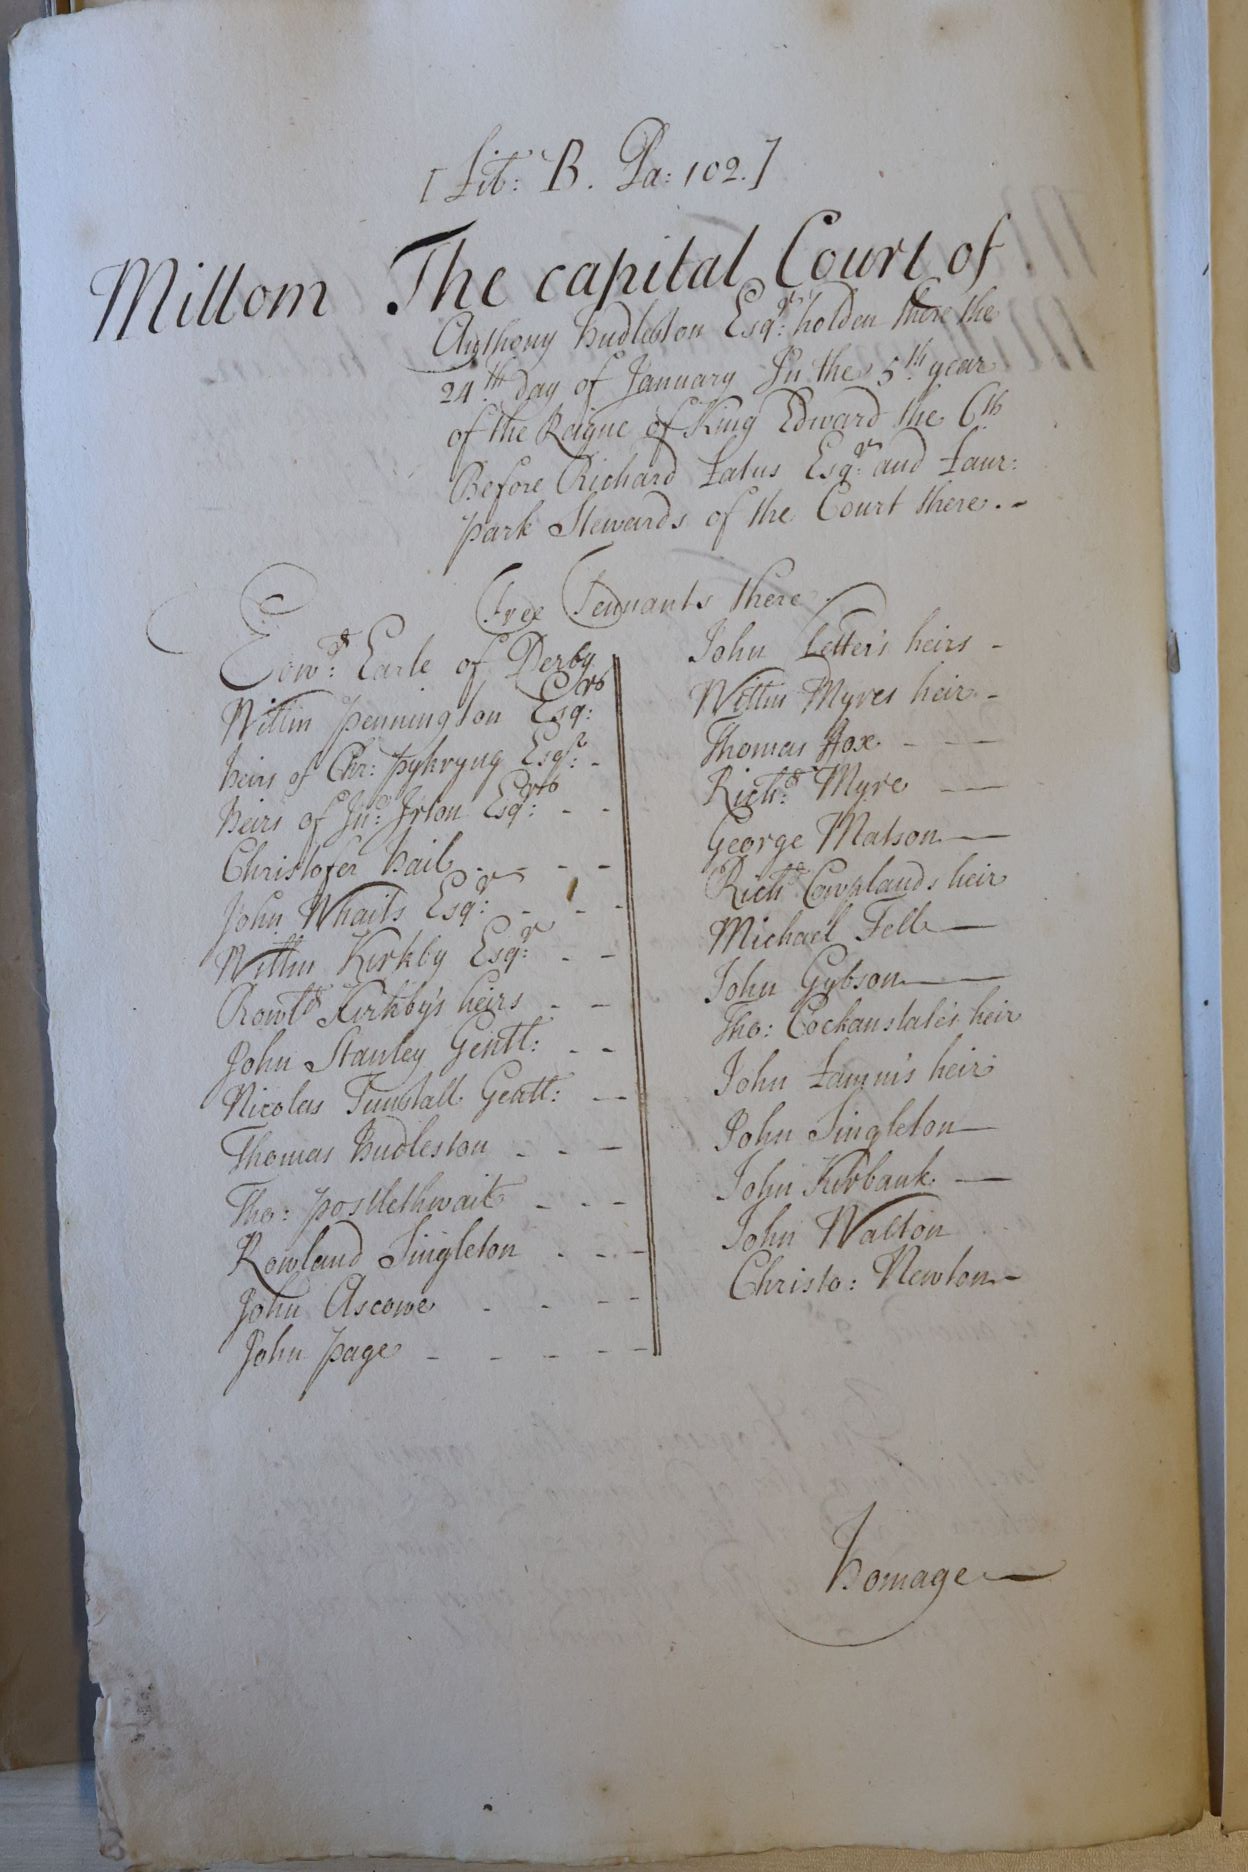 [ Lib: B. Pa: 102. ]
Millom The capital Court of
Anthony Hudleston Esqr: holden there the
24th day of January In the 5th year
of the Reigne of King Edward the 6th
Before Richard Latus Esqr: and Laur:
Park Stewards of the Court there. -
Free Tennants there.
Edwd: Earle of Derby
Willm Pennington Esqr:
heirs of Chr: Pykryng Esqr: -
Heirs of Jno: Irton Esqr: - -
Christofer Hail - - - -
John Whails Esqr: - - -
Willm Kirkby Esqr: - -
Rowld Kirkby's heirs - -
John Stanley Gentl: - -
Nicolas Tunstall Gentl: - -
Thomas Hudleston - - -
Tho: Postlethwait - - -
Rowland Singleton - - -
John Ascowe - - - -
John Page - - - - -
John Letter's heirs -
Willm Myres heir -
Thomas Fox - - -
Richd: Myre - -
George Matson -
Richd Cowplands heir
Michael Fell -
John Gybson -
Tho: Cockanslale's heir
John Lamm's heir
John Singleton -
John Kirbank -
John Walton
Christo: Newton -
Homage -